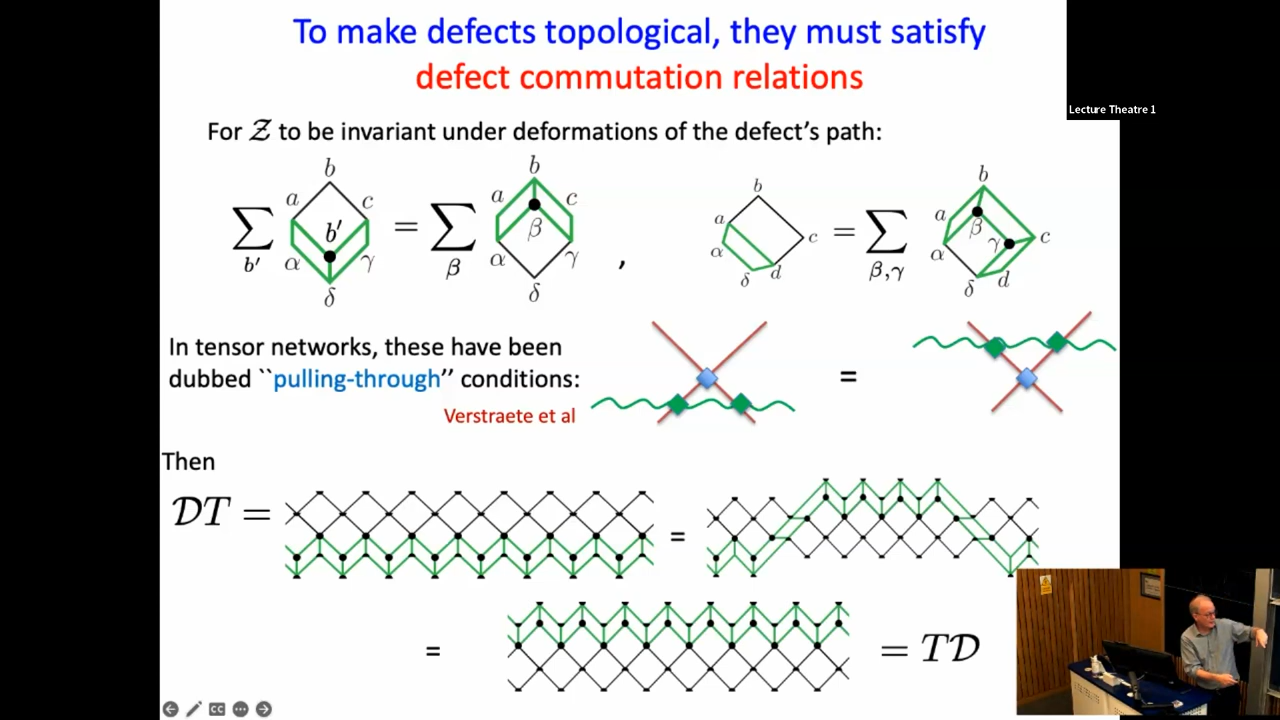 To make defects topological, they must satisfy
defect commutation relations
Lecture Theatre 1
For 𝒵 to be invariant under deformations of the defect's path:
∑ b' a b c b' α γ δ = ∑ β a b c β α γ δ , a b c α δ d = ∑ β,γ a b c β γ α δ d
In tensor networks, these have been
dubbed ``pulling-through'' conditions:
=
Verstraete et al
Then
𝒟T = =
= = T𝒟
CC